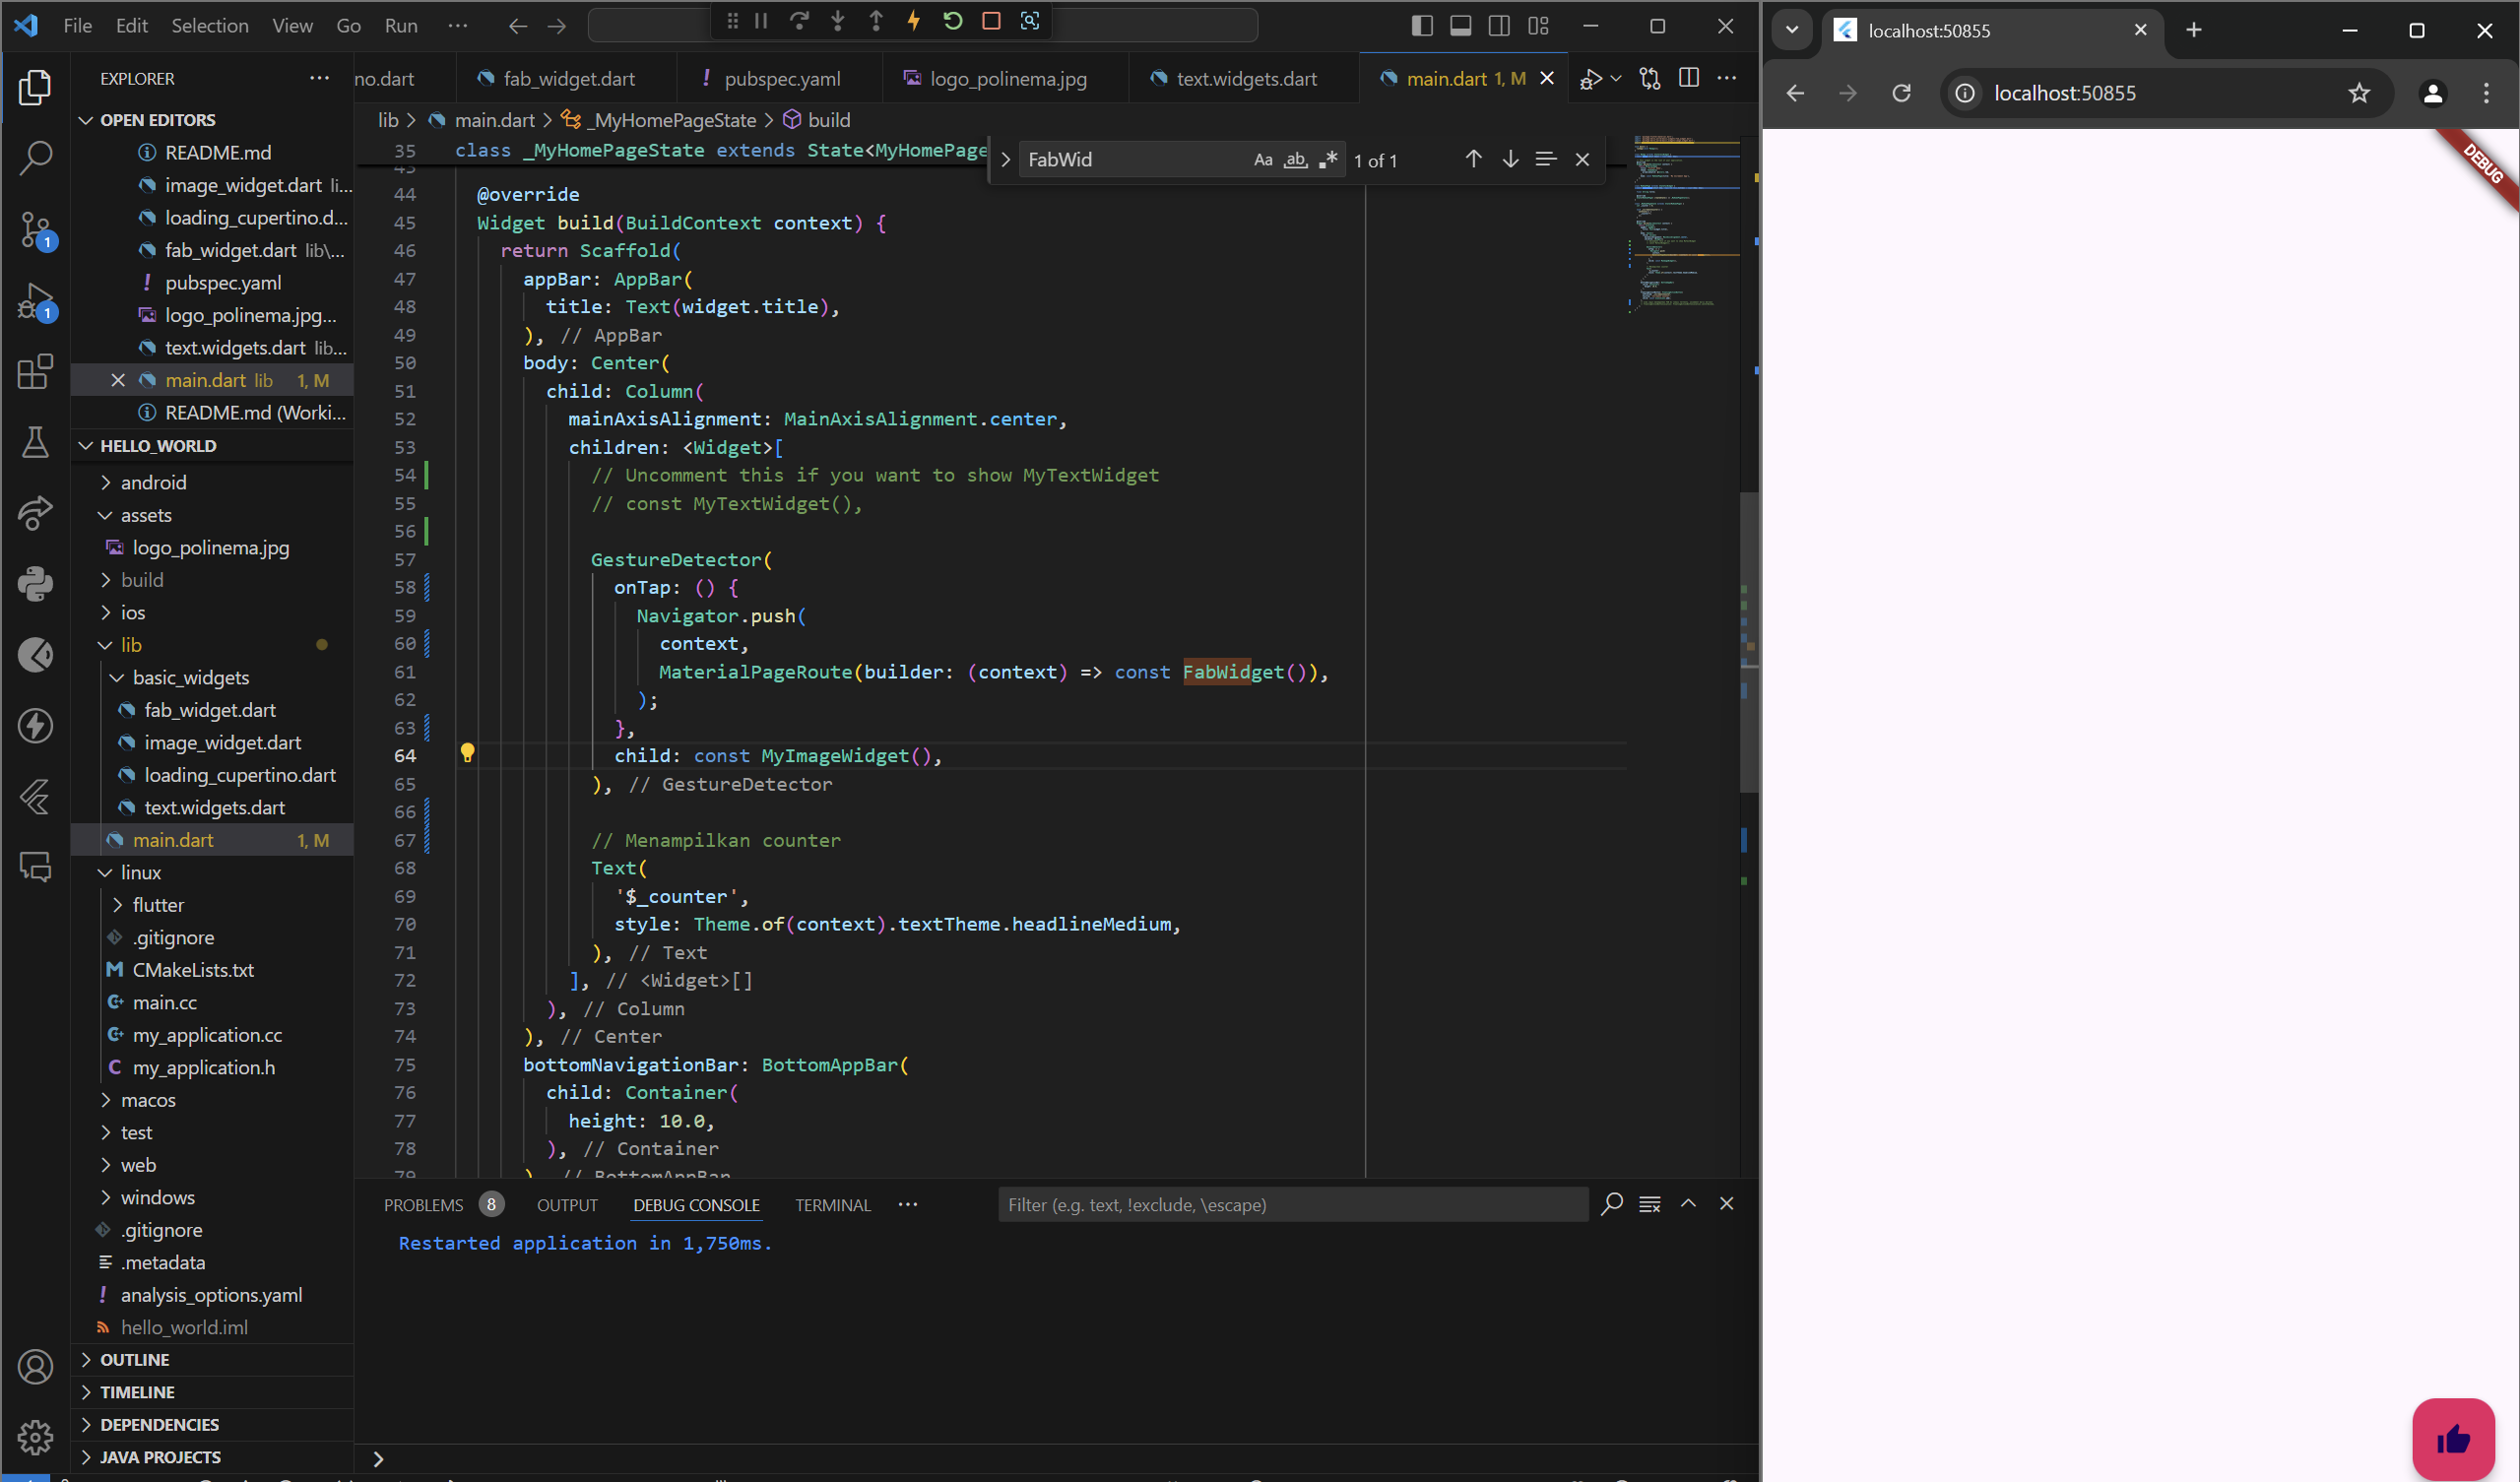 File Edit Selection View Go Run
EXPLORER
OPEN EDITORS
README.md
image_widget.dart li...
loading_cupertino.d...
fab_widget.dart lib\...
pubspec.yaml
logo_polinema.jpg...
text.widgets.dart lib...
main.dart lib 1, M
README.md (Worki...
HELLO_WORLD
android
assets
logo_polinema.jpg
build
ios
lib
basic_widgets
fab_widget.dart
image_widget.dart
loading_cupertino.dart
text.widgets.dart
main.dart 1, M
linux
flutter
.gitignore
CMakeLists.txt
main.cc
my_application.cc
my_application.h
macos
test
web
windows
.gitignore
.metadata
analysis_options.yaml
hello_world.iml
OUTLINE
TIMELINE
DEPENDENCIES
JAVA PROJECTS
1
1
no.dart fab_widget.dart pubspec.yaml logo_polinema.jpg text.widgets.dart main.dart 1, M
lib > main.dart > _MyHomePageState > build
FabWid Aa ab 1 of 1
35 class _MyHomePageState extends State<MyHomePage
44 @override
45 Widget build(BuildContext context) {
46 return Scaffold(
47 appBar: AppBar(
48 title: Text(widget.title),
49 ), // AppBar
50 body: Center(
51 child: Column(
52 mainAxisAlignment: MainAxisAlignment.center,
53 children: <Widget>[
54 // Uncomment this if you want to show MyTextWidget
55 // const MyTextWidget(),
56
57 GestureDetector(
58 onTap: () {
59 Navigator.push(
60 context,
61 MaterialPageRoute(builder: (context) => const FabWidget()),
62 );
63 },
64 child: const MyImageWidget(),
65 ), // GestureDetector
66
67 // Menampilkan counter
68 Text(
69 '$_counter',
70 style: Theme.of(context).textTheme.headlineMedium,
71 ), // Text
72 ], // <Widget>[]
73 ), // Column
74 ), // Center
75 bottomNavigationBar: BottomAppBar(
76 child: Container(
77 height: 10.0,
78 ), // Container
79 ), // BottomAppBar
PROBLEMS 8 OUTPUT DEBUG CONSOLE TERMINAL
Filter (e.g. text, !exclude, \escape)
Restarted application in 1,750ms.
localhost:50855
localhost:50855
DEBUG